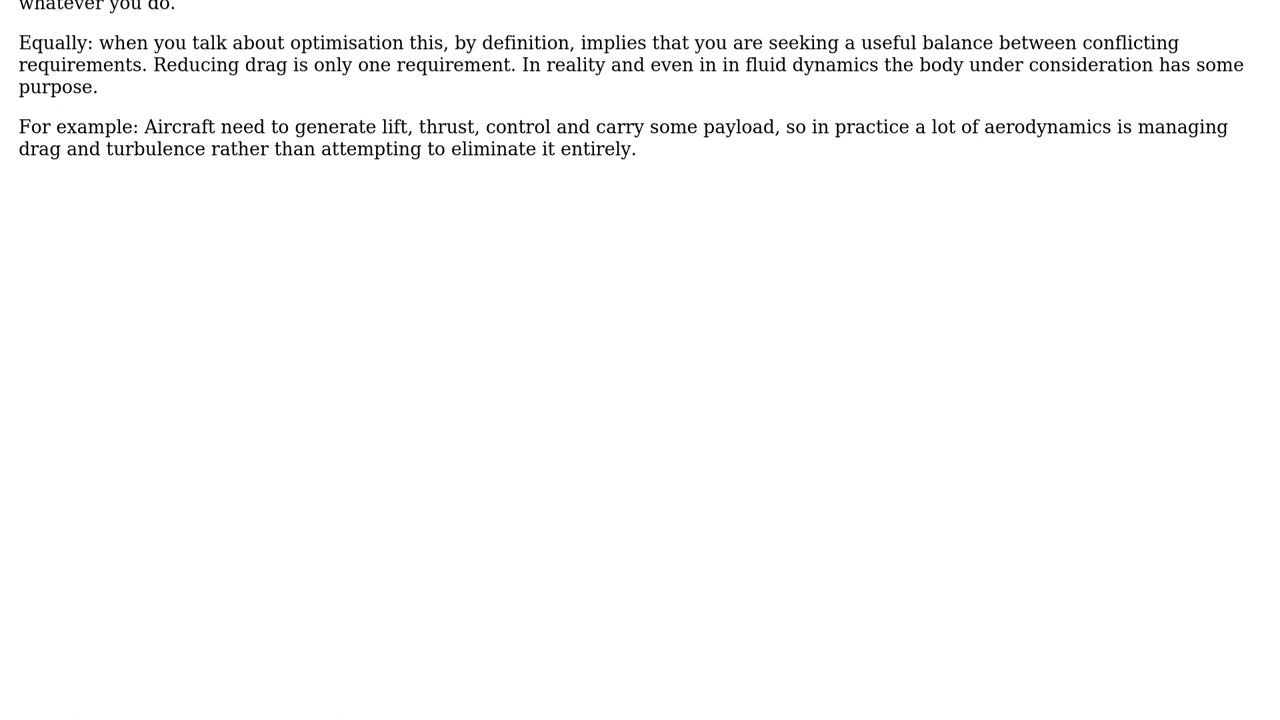 whatever you do.
Equally: when you talk about optimisation this, by definition, implies that you are seeking a useful balance between conflicting
requirements. Reducing drag is only one requirement. In reality and even in in fluid dynamics the body under consideration has some
purpose.
For example: Aircraft need to generate lift, thrust, control and carry some payload, so in practice a lot of aerodynamics is managing
drag and turbulence rather than attempting to eliminate it entirely.